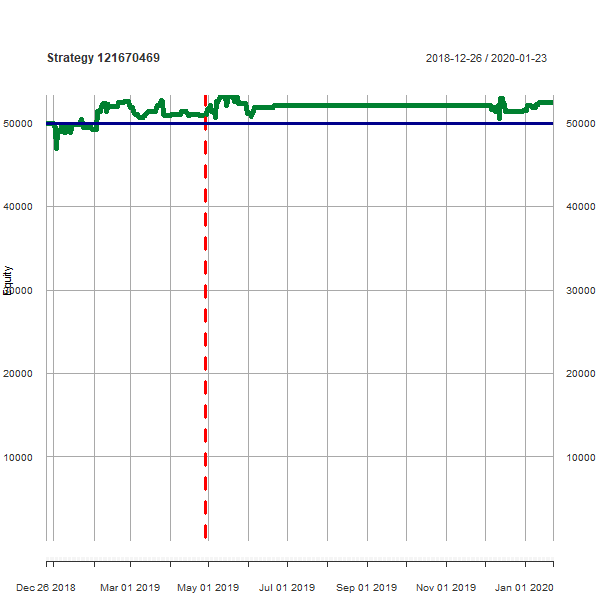 Strategy 121670469
2018-12-26 / 2020-01-23
50000 50000
40000 40000
Equity
30000 30000
20000 20000
10000 10000
Dec 26 2018 Mar 01 2019 May 01 2019 Jul 01 2019 Sep 01 2019 Nov 01 2019 Jan 01 2020